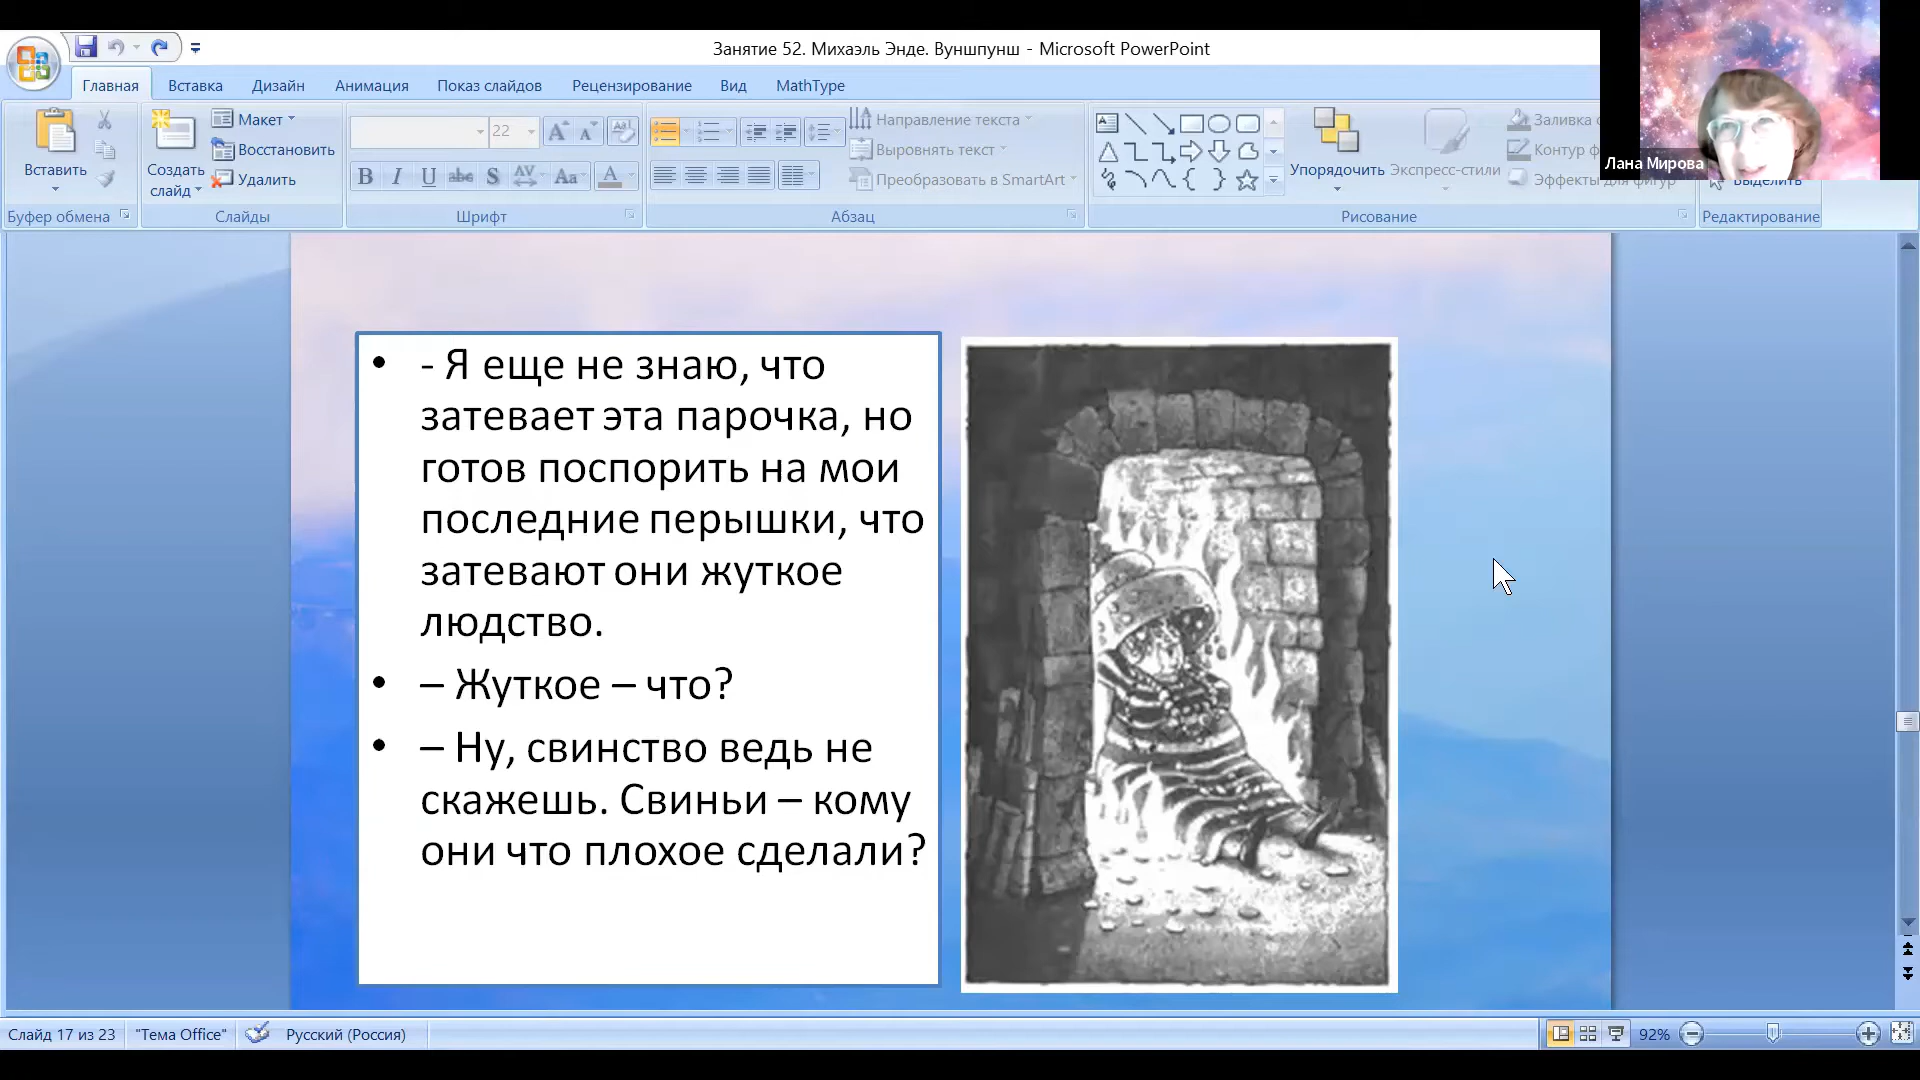 Занятие 52. Михаэль Энде. Вуншпунш - Microsoft PowerPoint
Главная Вставка Дизайн Анимация Показ слайдов Рецензирование Вид MathType
Вставить
Буфер обмена
Создать слайд
Макет
Восстановить
Удалить
Слайды
22
Шрифт
Направление текста
Выровнять текст
Преобразовать в SmartArt
Абзац
Упорядочить
Экспресс-стили
Заливка
Контур
Эффекты для фигур
Рисование
Выделить
Редактирование
Лана Мирова
• - Я еще не знаю, что
затевает эта парочка, но
готов поспорить на мои
последние перышки, что
затевают они жуткое
людство.
• – Жуткое – что?
• – Ну, свинство ведь не
скажешь. Свиньи – кому
они что плохое сделали?
Слайд 17 из 23 "Тема Office" Русский (Россия) 92%